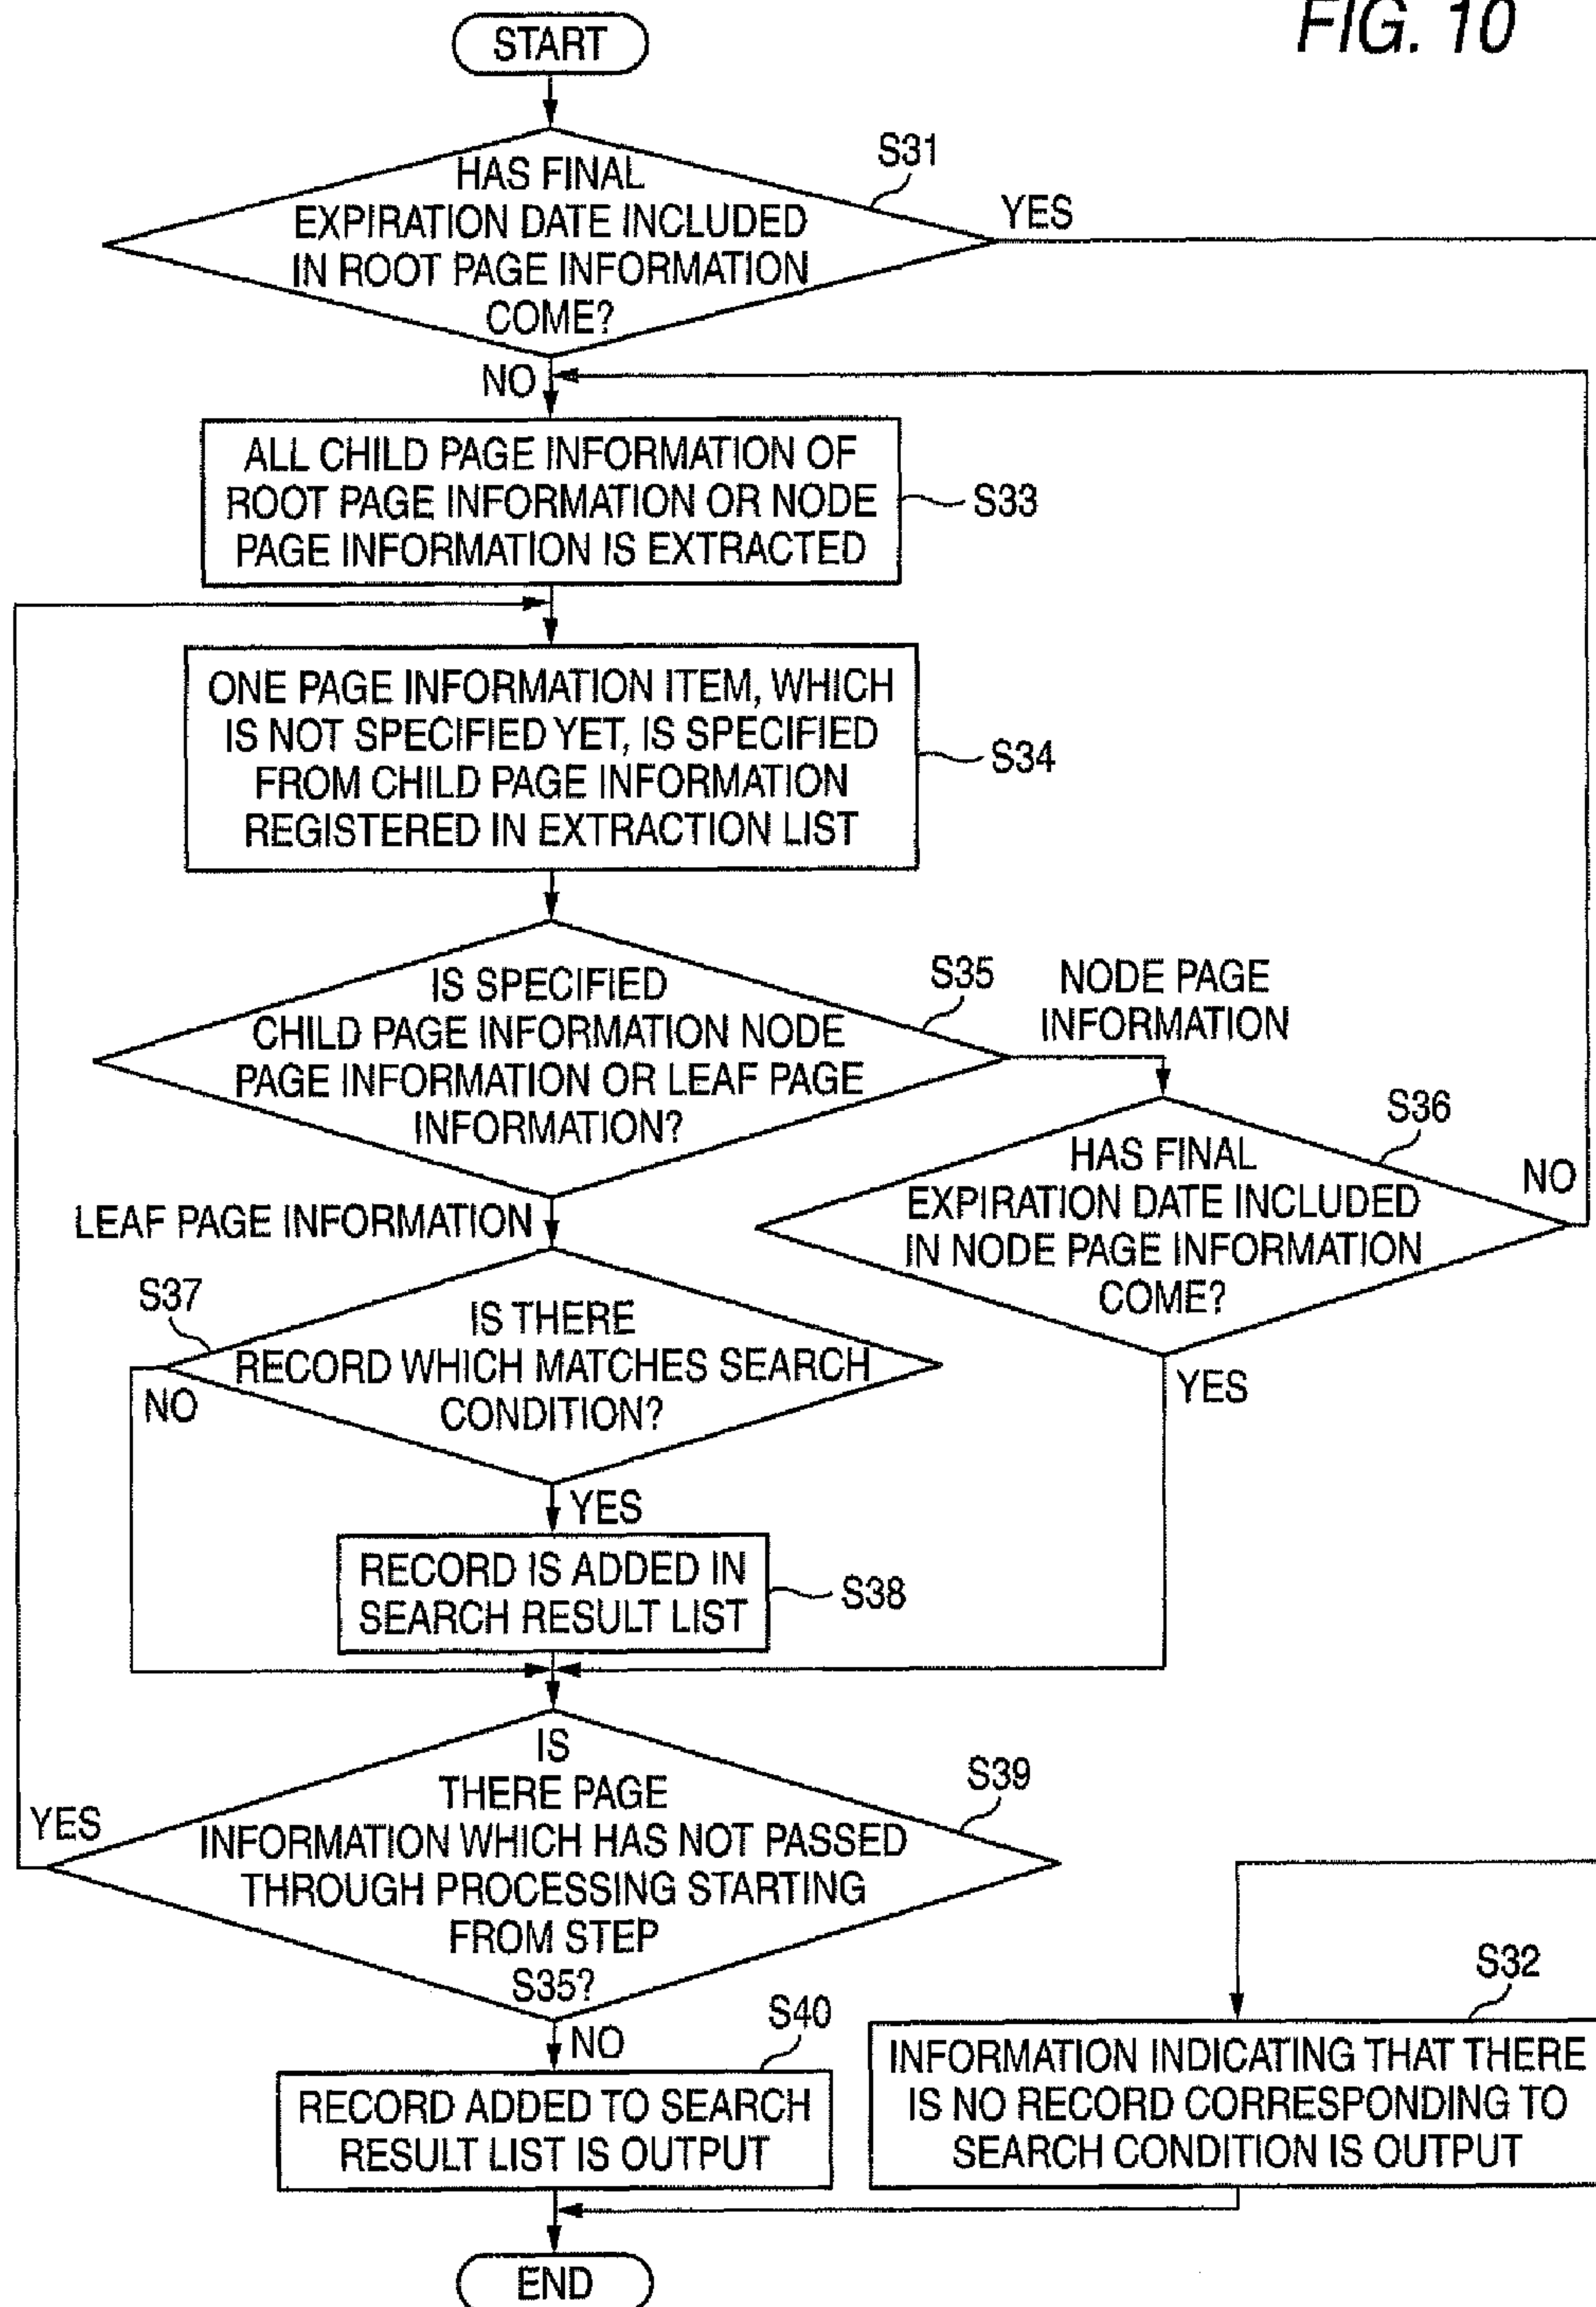 FIG. 10
START
HAS FINAL
EXPIRATION DATE INCLUDED
IN ROOT PAGE INFORMATION
COME?
S31
YES
NO
ALL CHILD PAGE INFORMATION OF
ROOT PAGE INFORMATION OR NODE
PAGE INFORMATION IS EXTRACTED
S33
ONE PAGE INFORMATION ITEM, WHICH
IS NOT SPECIFIED YET, IS SPECIFIED
FROM CHILD PAGE INFORMATION
REGISTERED IN EXTRACTION LIST
S34
IS SPECIFIED
CHILD PAGE INFORMATION NODE
PAGE INFORMATION OR LEAF PAGE
INFORMATION?
S35
NODE PAGE
INFORMATION
LEAF PAGE INFORMATION
HAS FINAL
EXPIRATION DATE INCLUDED
IN NODE PAGE INFORMATION
COME?
S36
NO
YES
S37
IS THERE
RECORD WHICH MATCHES SEARCH
CONDITION?
NO
YES
RECORD IS ADDED IN
SEARCH RESULT LIST
S38
IS
THERE PAGE
INFORMATION WHICH HAS NOT PASSED
THROUGH PROCESSING STARTING
FROM STEP
S35?
S39
YES
NO
S40
RECORD ADDED TO SEARCH
RESULT LIST IS OUTPUT
S32
INFORMATION INDICATING THAT THERE
IS NO RECORD CORRESPONDING TO
SEARCH CONDITION IS OUTPUT
END